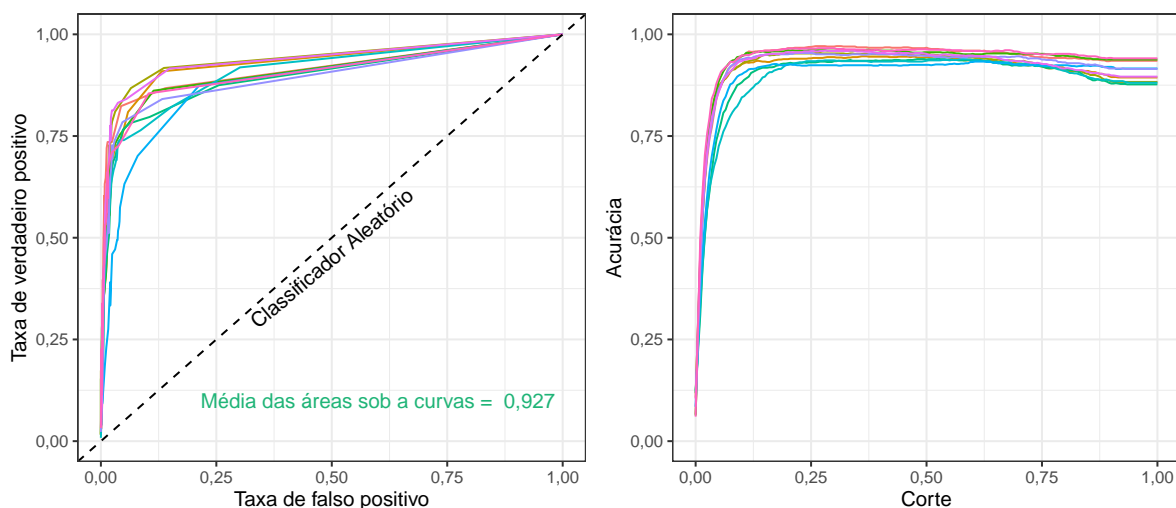 1,00
0,75
0,50
0,25
0,00
Taxa de verdadeiro positivo
Classificador Aleatório
Média das áreas sob a curvas = 0,927
0,00 0,25 0,50 0,75 1,00
Taxa de falso positivo
1,00
0,75
0,50
0,25
0,00
Acurácia
0,00 0,25 0,50 0,75 1,00
Corte